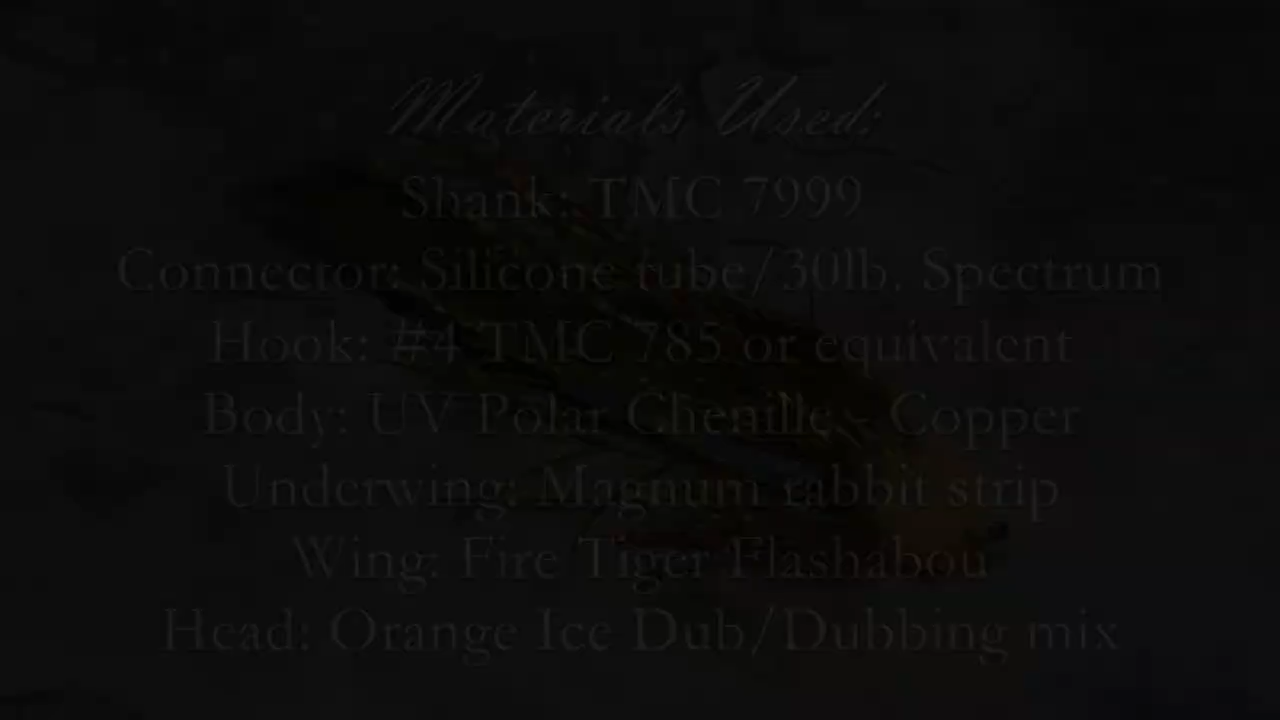 Materials Used:
Shank: TMC 7999
Connector: Silicone tube/30lb. Spectrum
Hook: #4 TMC 785 or equivalent
Body: UV Polar Chenille - Copper
Underwing: Magnum rabbit strip
Wing: Fire Tiger Flashabou
Head: Orange Ice Dub/Dubbing mix